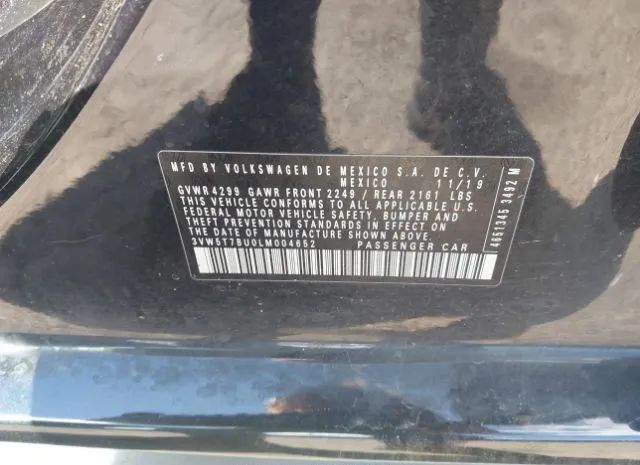 MFD BY VOLKSWAGEN DE MEXICO S.A. DE C.V.
MEXICO 11/19
GVWR 4299 GAWR FRONT 2249 / REAR 2161 LBS
THIS VEHICLE CONFORMS TO ALL APPLICABLE U.S.
FEDERAL MOTOR VEHICLE SAFETY, BUMPER AND
THEFT PREVENTION STANDARDS IN EFFECT ON
THE DATE OF MANUFACTURE SHOWN ABOVE.
3VW5T7BU0LM004652 PASSENGER CAR
4651345 3492 M